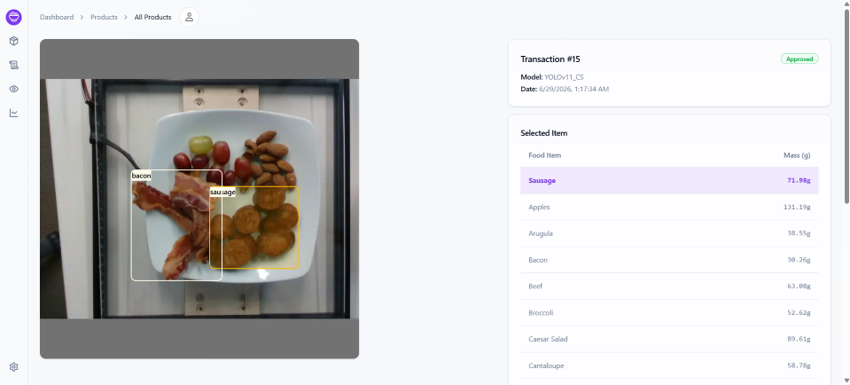 Dashboard > Products > All Products
bacon
sausage
Transaction #15
Approved
Model: YOLOv11_CS
Date: 6/29/2026, 1:17:34 AM
Selected Item
Food Item Mass (g)
Sausage 71.98g
Apples 131.19g
Arugula 38.55g
Bacon 30.26g
Beef 63.08g
Broccoli 52.62g
Caesar Salad 89.61g
Cantaloupe 58.78g